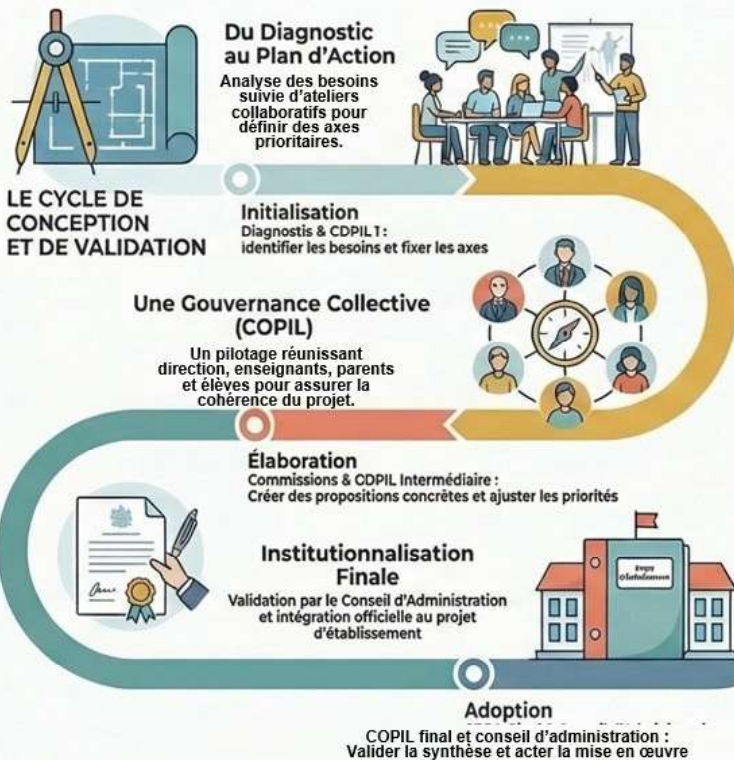 Du Diagnostic
au Plan d'Action
Analyse des besoins
suivie d'ateliers
collaboratifs pour
définir des axes
prioritaires.
LE CYCLE DE
CONCEPTION
ET DE VALIDATION
Initialisation
Diagnostis & CDPIL 1 :
identifier les besoins et fixer les axes
Une Gouvernance Collective
(COPIL)
Un pilotage réunissant
direction, enseignants, parents
et élèves pour assurer la
cohérence du projet.
Élaboration
Commissions & CDPIL Intermédiaire :
Créer des propositions concrètes et ajuster les priorités
Institutionnalisation
Finale
Validation par le Conseil d'Administration
et intégration officielle au projet
d'établissement
Adoption
COPIL final et conseil d'administration :
Valider la synthèse et acter la mise en œuvre